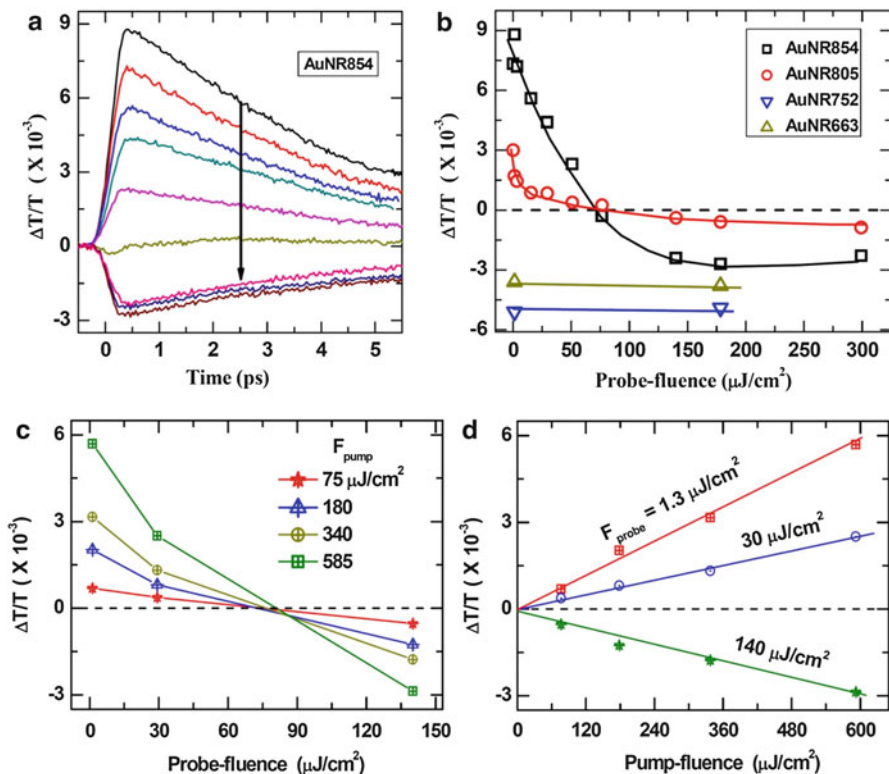 a
AuNR854
9
6
3
0
-3
0 1 2 3 4 5
ΔT/T ( X 10⁻³)
Time (ps)
b
AuNR854
AuNR805
AuNR752
AuNR663
9
6
3
0
-3
-6
0 50 100 150 200 250 300
ΔT/T ( X 10⁻³)
Probe-fluence (μJ/cm²)
c
F_pump
75 μJ/cm²
180
340
585
6
3
0
-3
0 30 60 90 120 150
ΔT/T ( X 10⁻³)
Probe-fluence (μJ/cm²)
d
F_probe = 1.3 μJ/cm²
30 μJ/cm²
140 μJ/cm²
6
3
0
-3
0 120 240 360 480 600
ΔT/T ( X 10⁻³)
Pump-fluence (μJ/cm²)